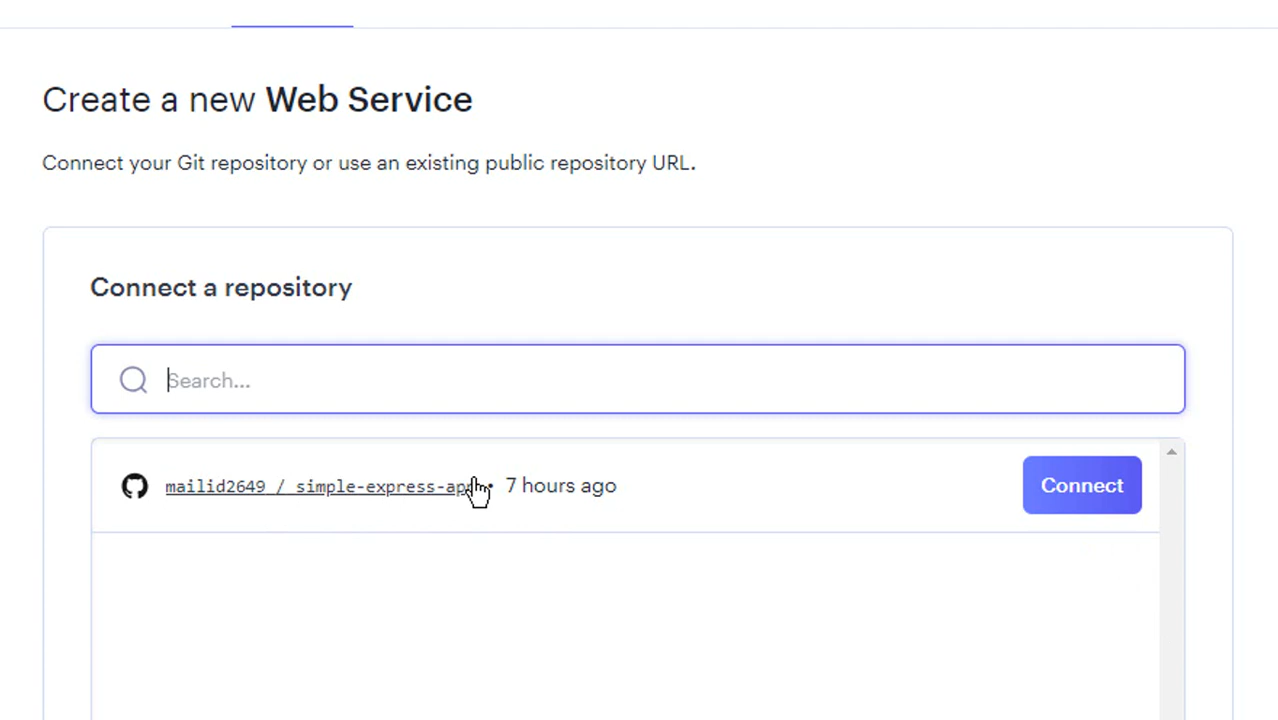 Create a new Web Service
Connect your Git repository or use an existing public repository URL.
Connect a repository
Search...
mailid2649 / simple-express-app • 7 hours ago
Connect